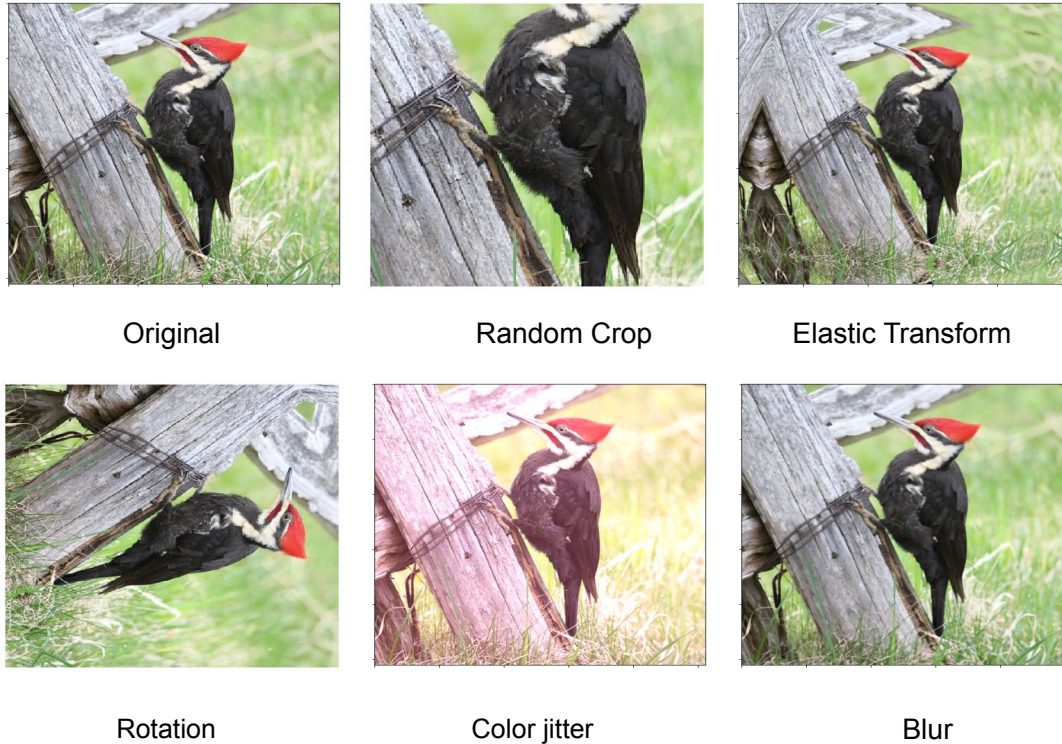 Original
Random Crop
Elastic Transform
Rotation
Color jitter
Blur